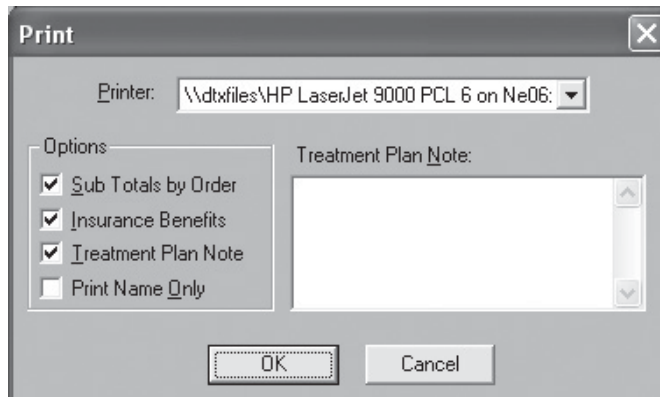 Print
Printer: \\dtxfiles\HP LaserJet 9000 PCL 6 on Ne06:
Options
Sub Totals by Order
Insurance Benefits
Treatment Plan Note
Print Name Only
Treatment Plan Note:
OK Cancel